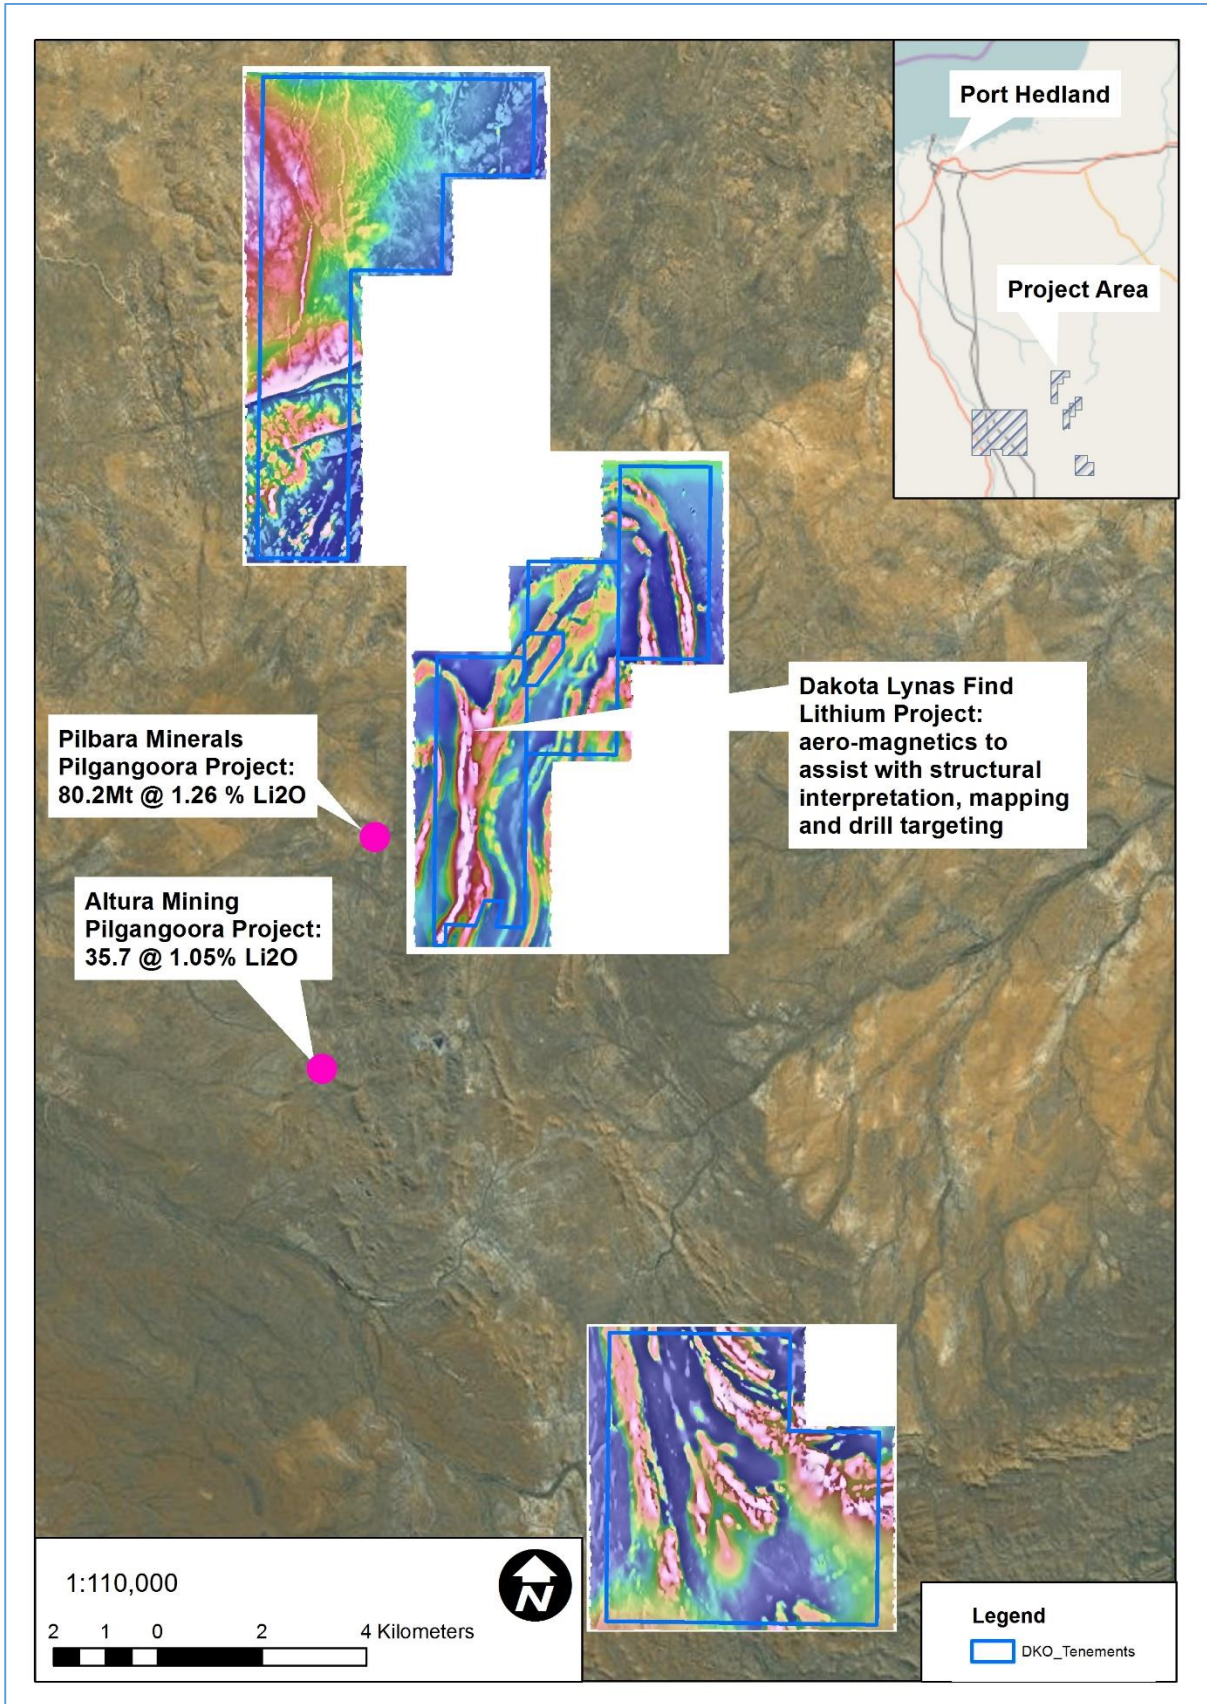 Port Hedland
Project Area
Dakota Lynas Find
Lithium Project:
aero-magnetics to
assist with structural
interpretation, mapping
and drill targeting
Pilbara Minerals
Pilgangoora Project:
80.2Mt @ 1.26 % Li2O
Altura Mining
Pilgangoora Project:
35.7 @ 1.05% Li2O
1:110,000
N
2 1 0 2 4 Kilometers
Legend
DKO_Tenements